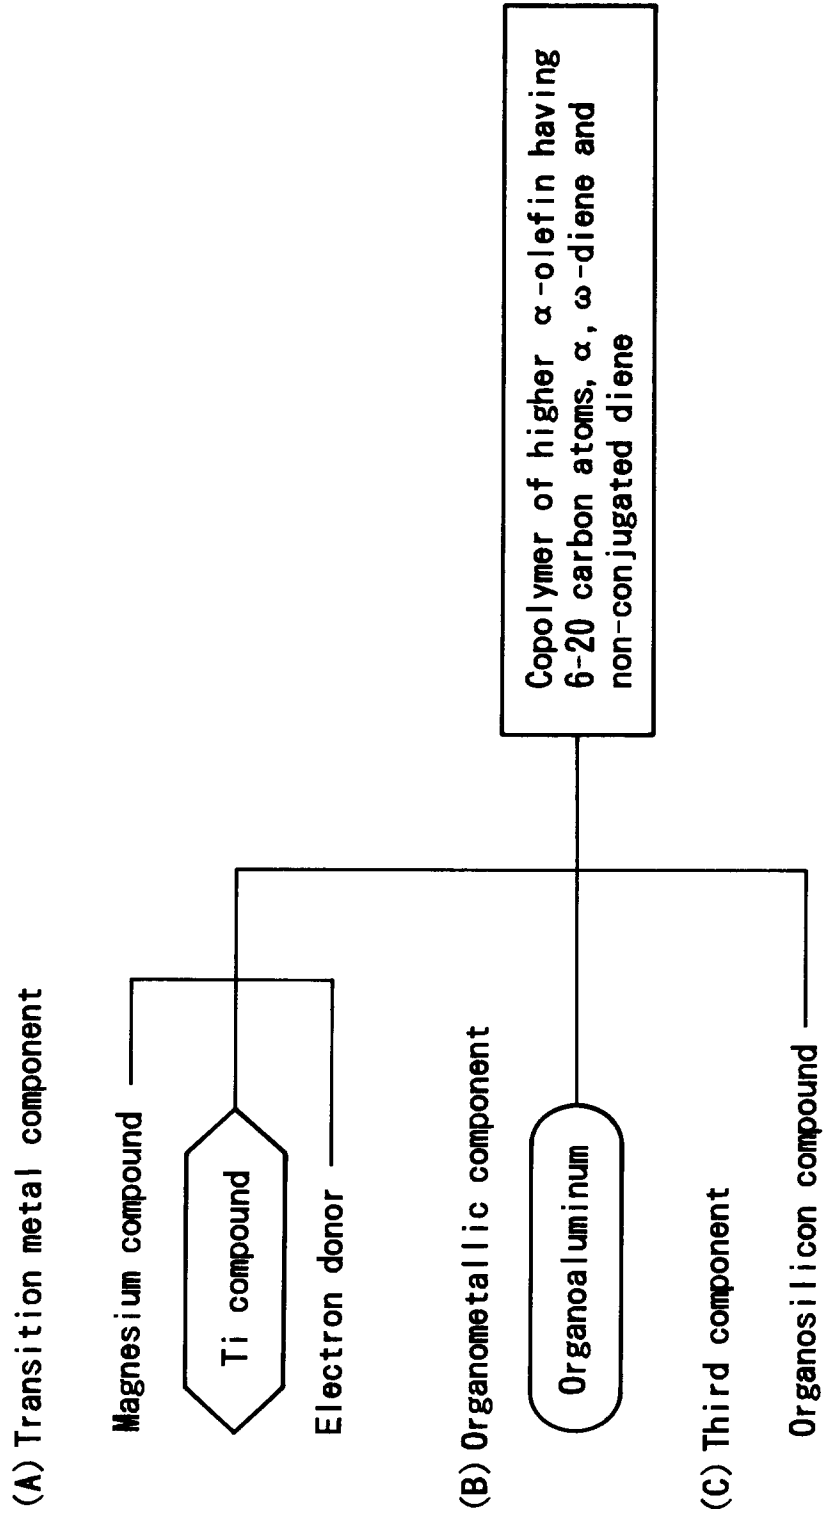 (A) Transition metal component
Magnesium compound
Ti compound
Electron donor
(B) Organometallic component
Organoaluminum
(C) Third component
Organosilicon compound
Copolymer of higher α-olefin having
6-20 carbon atoms, α, ω-diene and
non-conjugated diene